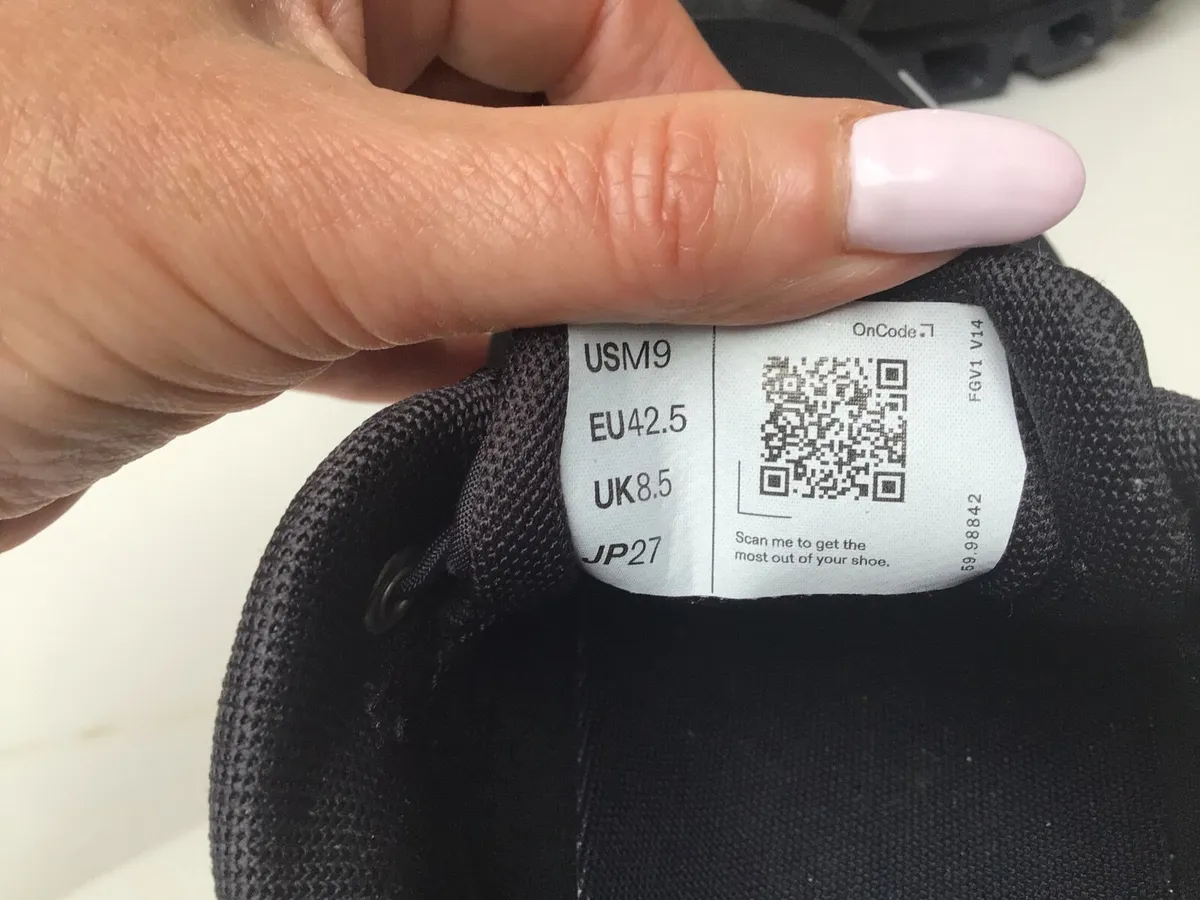 USM9
EU42.5
UK8.5
JP27
OnCode
Scan me to get the
most out of your shoe.
FGV1 V14
59.98842